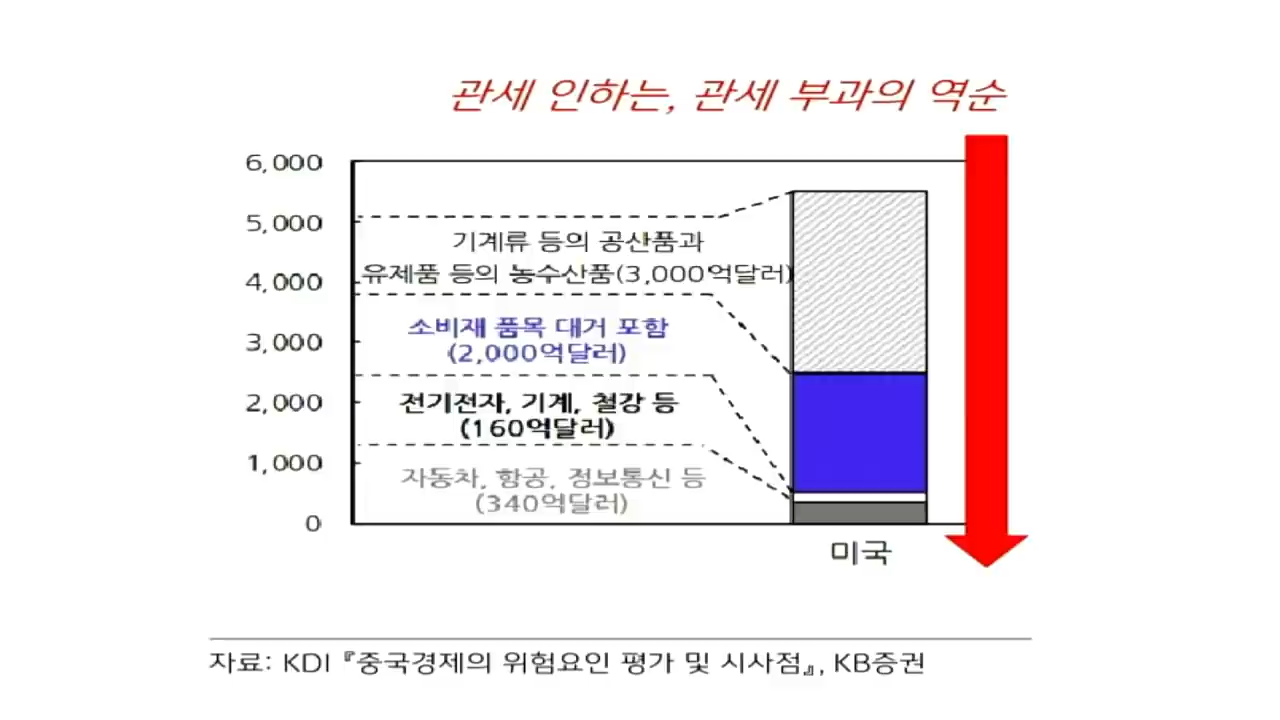 관세 인하는, 관세 부과의 역순
6,000
5,000
4,000
3,000
2,000
1,000
0
기계류 등의 공산품과
유제품 등의 농수산품(3,000억달러)
소비재 품목 대거 포함
(2,000억달러)
전기전자, 기계, 철강 등
(160억달러)
자동차, 항공, 정보통신 등
(340억달러)
미국
자료: KDI 『중국경제의 위험요인 평가 및 시사점』, KB증권